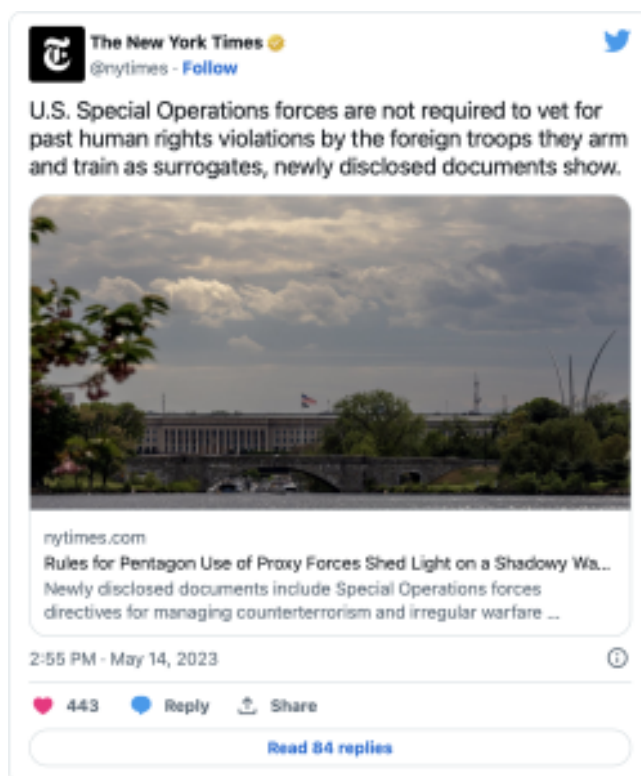 The New York Times
@nytimes · Follow
U.S. Special Operations forces are not required to vet for
past human rights violations by the foreign troops they arm
and train as surrogates, newly disclosed documents show.
nytimes.com
Rules for Pentagon Use of Proxy Forces Shed Light on a Shadowy Wa...
Newly disclosed documents include Special Operations forces
directives for managing counterterrorism and irregular warfare ...
2:55 PM · May 14, 2023
443 Reply Share
Read 84 replies